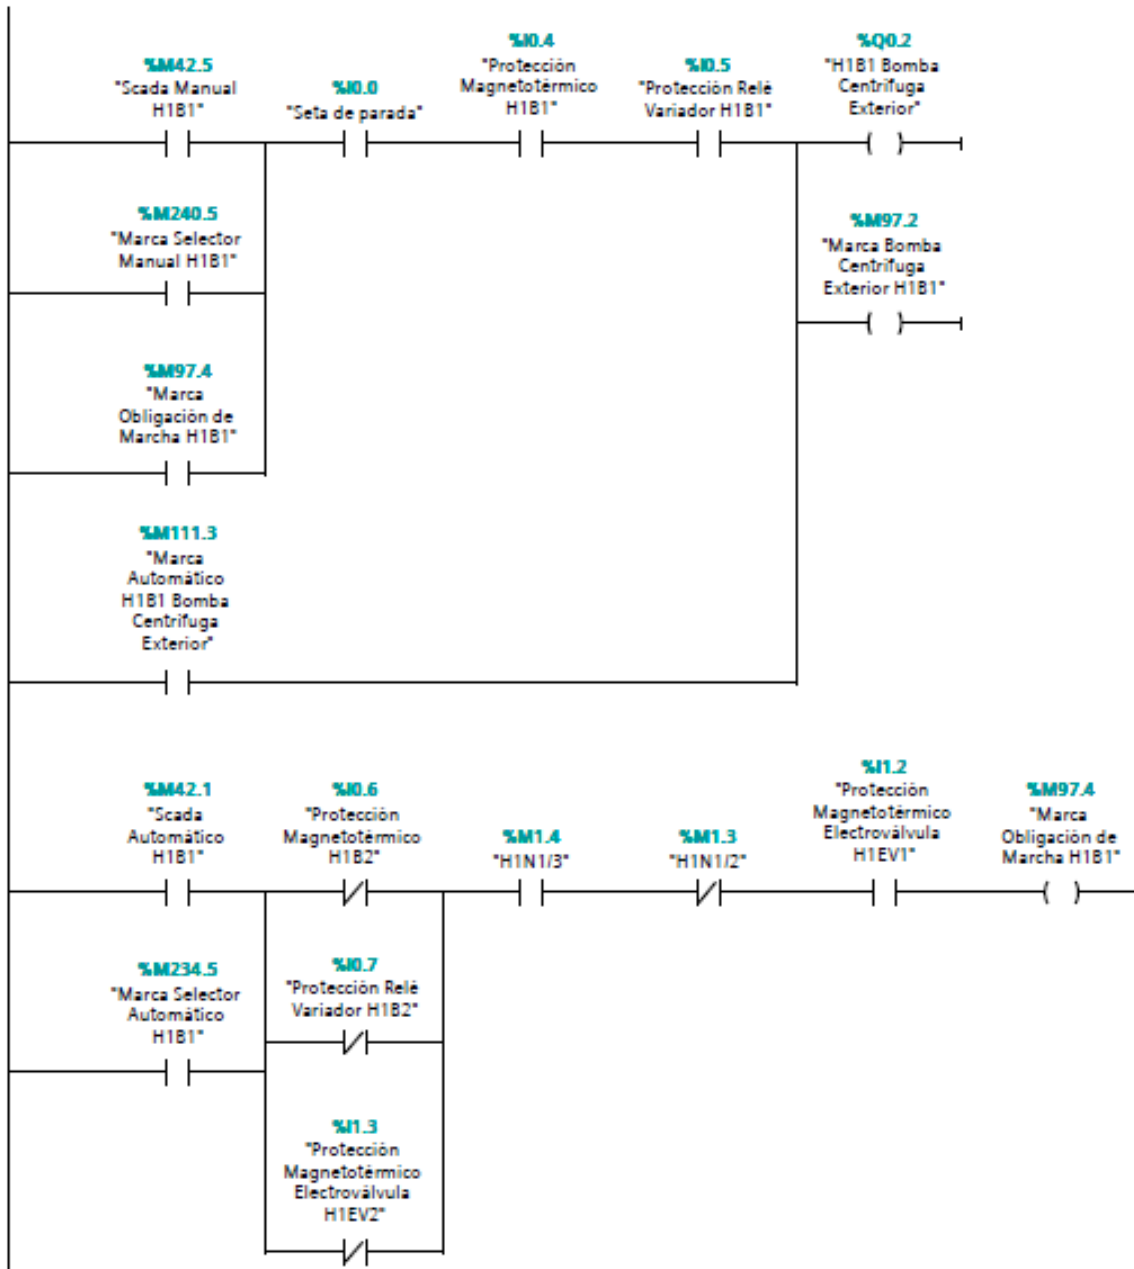 %M42.5
"Scada Manual
H1B1"
%I0.0
"Seta de parada"
%I0.4
"Protección
Magnetotérmico
H1B1"
%I0.5
"Protección Relé
Variador H1B1"
%Q0.2
"H1B1 Bomba
Centrífuga
Exterior"
%M240.5
"Marca Selector
Manual H1B1"
%M97.2
"Marca Bomba
Centrífuga
Exterior H1B1"
%M97.4
"Marca
Obligación de
Marcha H1B1"
%M111.3
"Marca
Automático
H1B1 Bomba
Centrífuga
Exterior"
%M42.1
"Scada
Automático
H1B1"
%I0.6
"Protección
Magnetotérmico
H1B2"
%M1.4
"H1N1/3"
%M1.3
"H1N1/2"
%I1.2
"Protección
Magnetotérmico
Electroválvula
H1EV1"
%M97.4
"Marca
Obligación de
Marcha H1B1"
%M234.5
"Marca Selector
Automático
H1B1"
%I0.7
"Protección Relé
Variador H1B2"
%I1.3
"Protección
Magnetotérmico
Electroválvula
H1EV2"